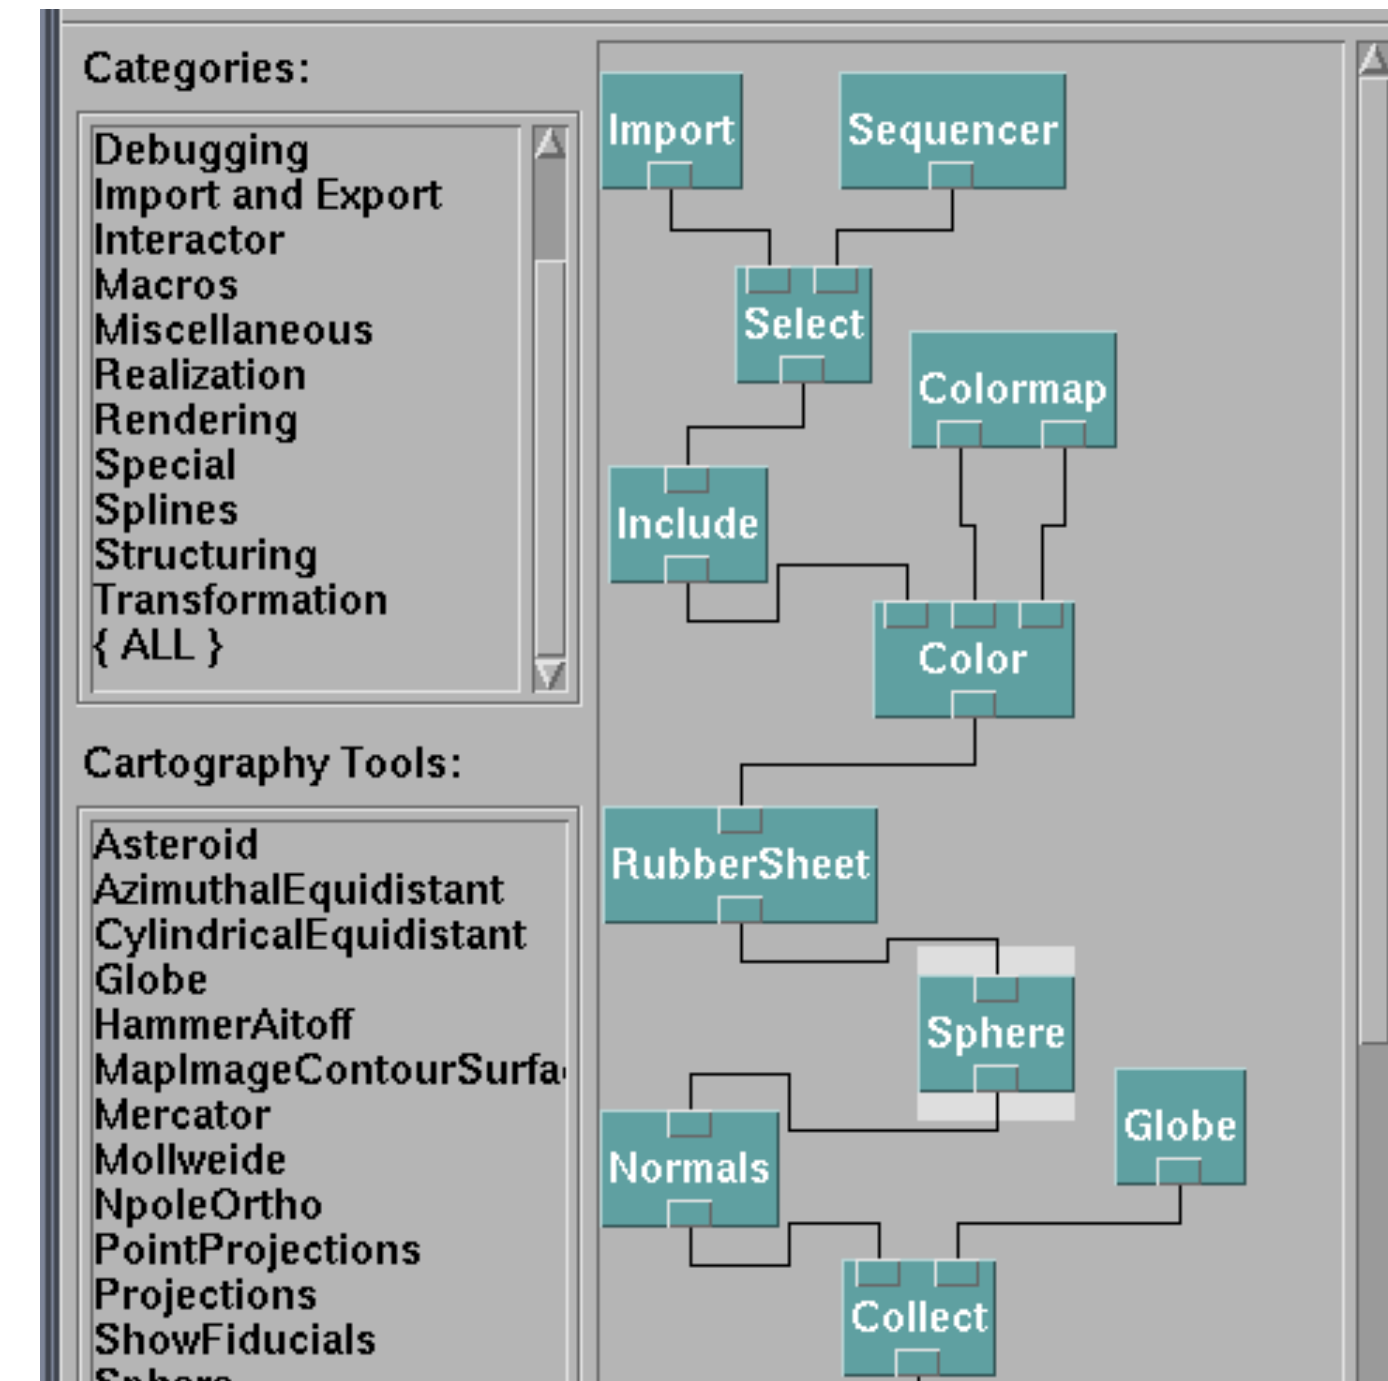 Categories:
Debugging
Import and Export
Interactor
Macros
Miscellaneous
Realization
Rendering
Special
Splines
Structuring
Transformation
{ ALL }
Cartography Tools:
Asteroid
AzimuthalEquidistant
CylindricalEquidistant
Globe
HammerAitoff
MapImageContourSurfa
Mercator
Mollweide
NpoleOrtho
PointProjections
Projections
ShowFiducials
Sphere
Import
Sequencer
Select
Colormap
Include
Color
RubberSheet
Sphere
Globe
Normals
Collect